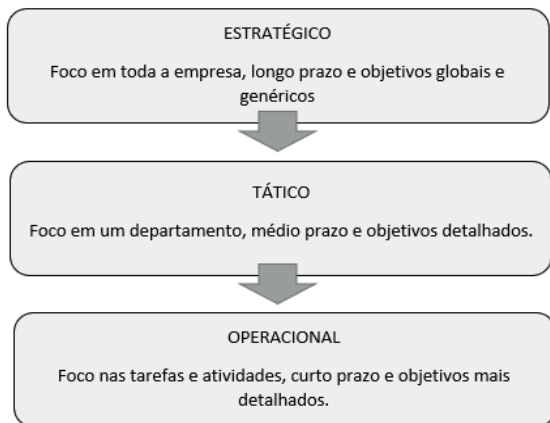 ESTRATÉGICO
Foco em toda a empresa, longo prazo e objetivos globais e
genéricos
TÁTICO
Foco em um departamento, médio prazo e objetivos detalhados.
OPERACIONAL
Foco nas tarefas e atividades, curto prazo e objetivos mais
detalhados.